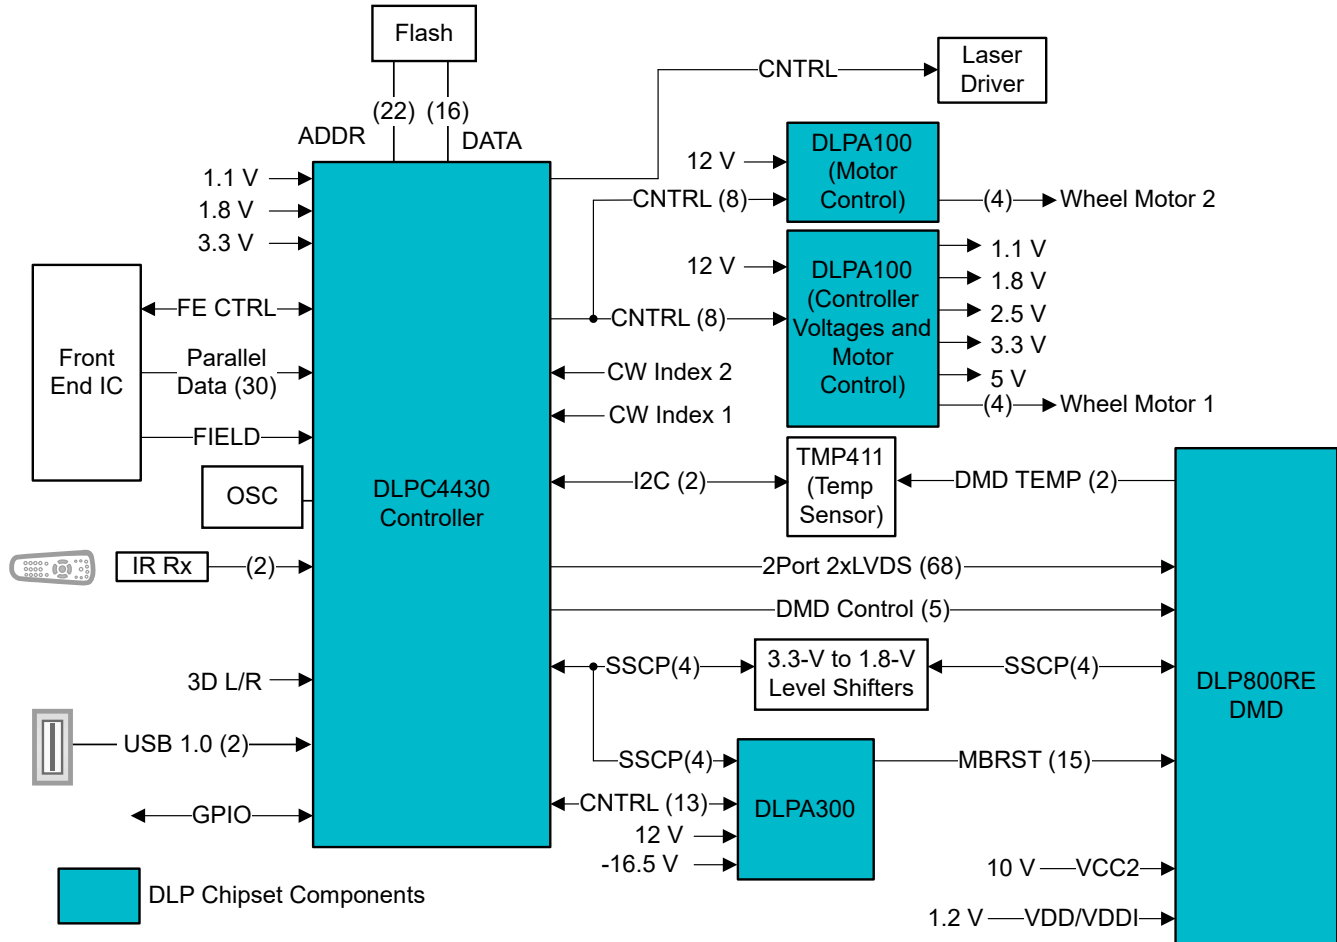 Flash
(22) (16)
ADDR
DATA
CNTRL
Laser
Driver
1.1 V
1.8 V
3.3 V
12 V
CNTRL (8)
DLPA100
(Motor
Control)
(4)
Wheel Motor 2
12 V
CNTRL (8)
DLPA100
(Controller
Voltages and
Motor
Control)
1.1 V
1.8 V
2.5 V
3.3 V
5 V
(4)
Wheel Motor 1
Front
End IC
FE CTRL
Parallel
Data (30)
FIELD
CW Index 2
CW Index 1
OSC
DLPC4430
Controller
I2C (2)
TMP411
(Temp
Sensor)
DMD TEMP (2)
IR Rx
(2)
2Port 2xLVDS (68)
DMD Control (5)
SSCP(4)
3.3-V to 1.8-V
Level Shifters
SSCP(4)
DLP800RE
DMD
3D L/R
USB 1.0 (2)
GPIO
SSCP(4)
CNTRL (13)
12 V
-16.5 V
DLPA300
MBRST (15)
10 V
VCC2
1.2 V
VDD/VDDI
DLP Chipset Components